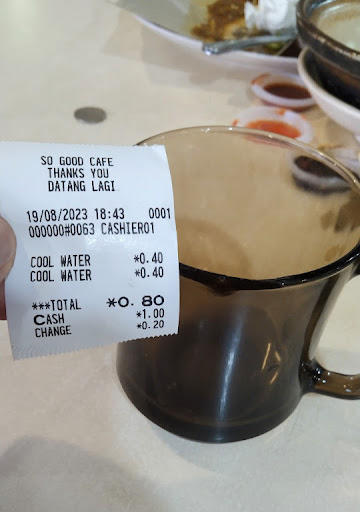 SO GOOD CAFE
THANKS YOU
DATANG LAGI
19/08/2023 18:43 0001
000000#0063 CASHIER01
COOL WATER *0.40
COOL WATER *0.40
***TOTAL *0.80
CASH *1.00
CHANGE *0.20